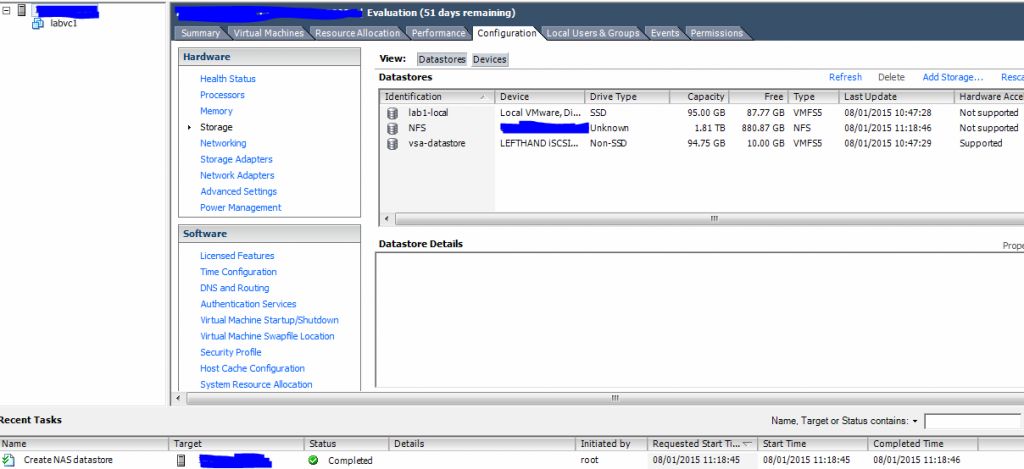 Evaluation (51 days remaining)
labvc1
Summary Virtual Machines Resource Allocation Performance Configuration Local Users & Groups Events Permissions
Hardware
Health Status
Processors
Memory
Storage
Networking
Storage Adapters
Network Adapters
Advanced Settings
Power Management
Software
Licensed Features
Time Configuration
DNS and Routing
Authentication Services
Virtual Machine Startup/Shutdown
Virtual Machine Swapfile Location
Security Profile
Host Cache Configuration
System Resource Allocation
View: Datastores Devices
Datastores
Refresh Delete Add Storage... Resca
Identification Device Drive Type Capacity Free Type Last Update Hardware Accel
lab1-local Local VMware, Di... SSD 95.00 GB 87.77 GB VMFS5 08/01/2015 10:47:28 Not supported
NFS Unknown 1.81 TB 880.87 GB NFS 08/01/2015 11:18:46 Not supported
vsa-datastore LEFTHAND iSCSI... Non-SSD 94.75 GB 10.00 GB VMFS5 08/01/2015 10:47:29 Supported
Datastore Details
Prope
Recent Tasks
Name, Target or Status contains:
Name Target Status Details Initiated by Requested Start Ti... Start Time Completed Time
Create NAS datastore Completed root 08/01/2015 11:18:45 08/01/2015 11:18:45 08/01/2015 11:18:46